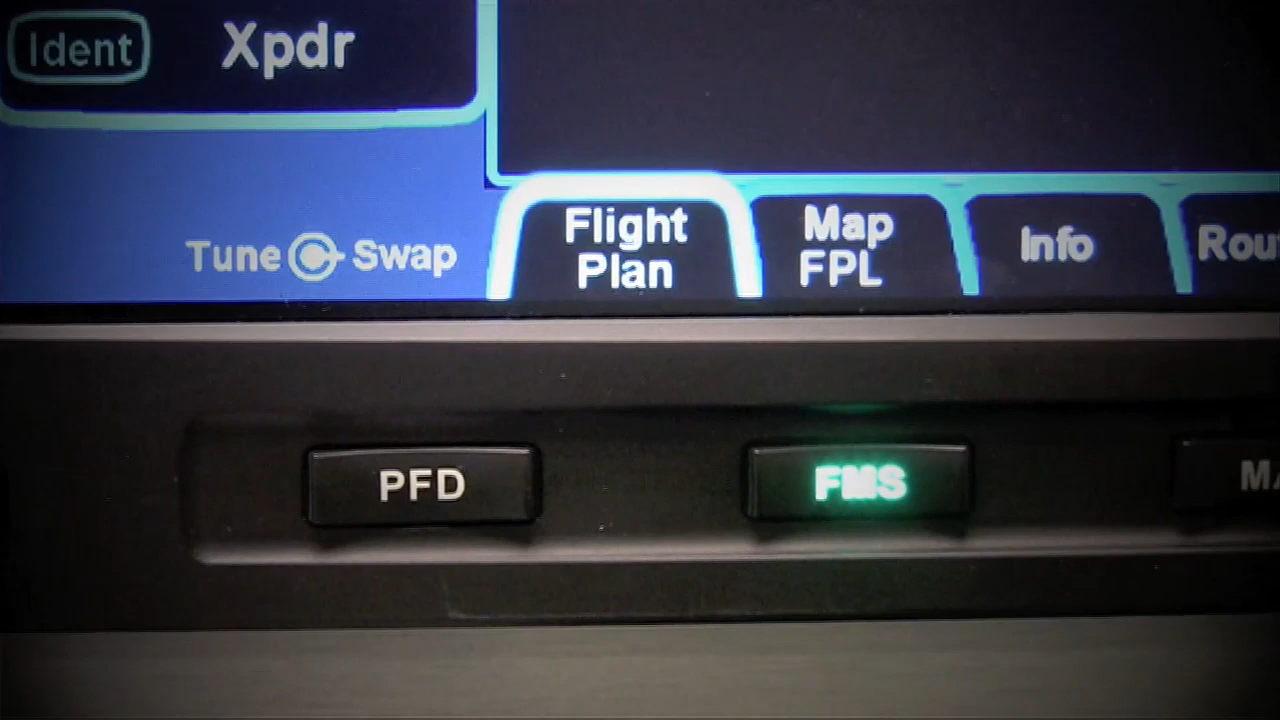 Ident Xpdr
Tune Swap
Flight
Plan
Map
FPL
Info
Rou
PFD
FMS